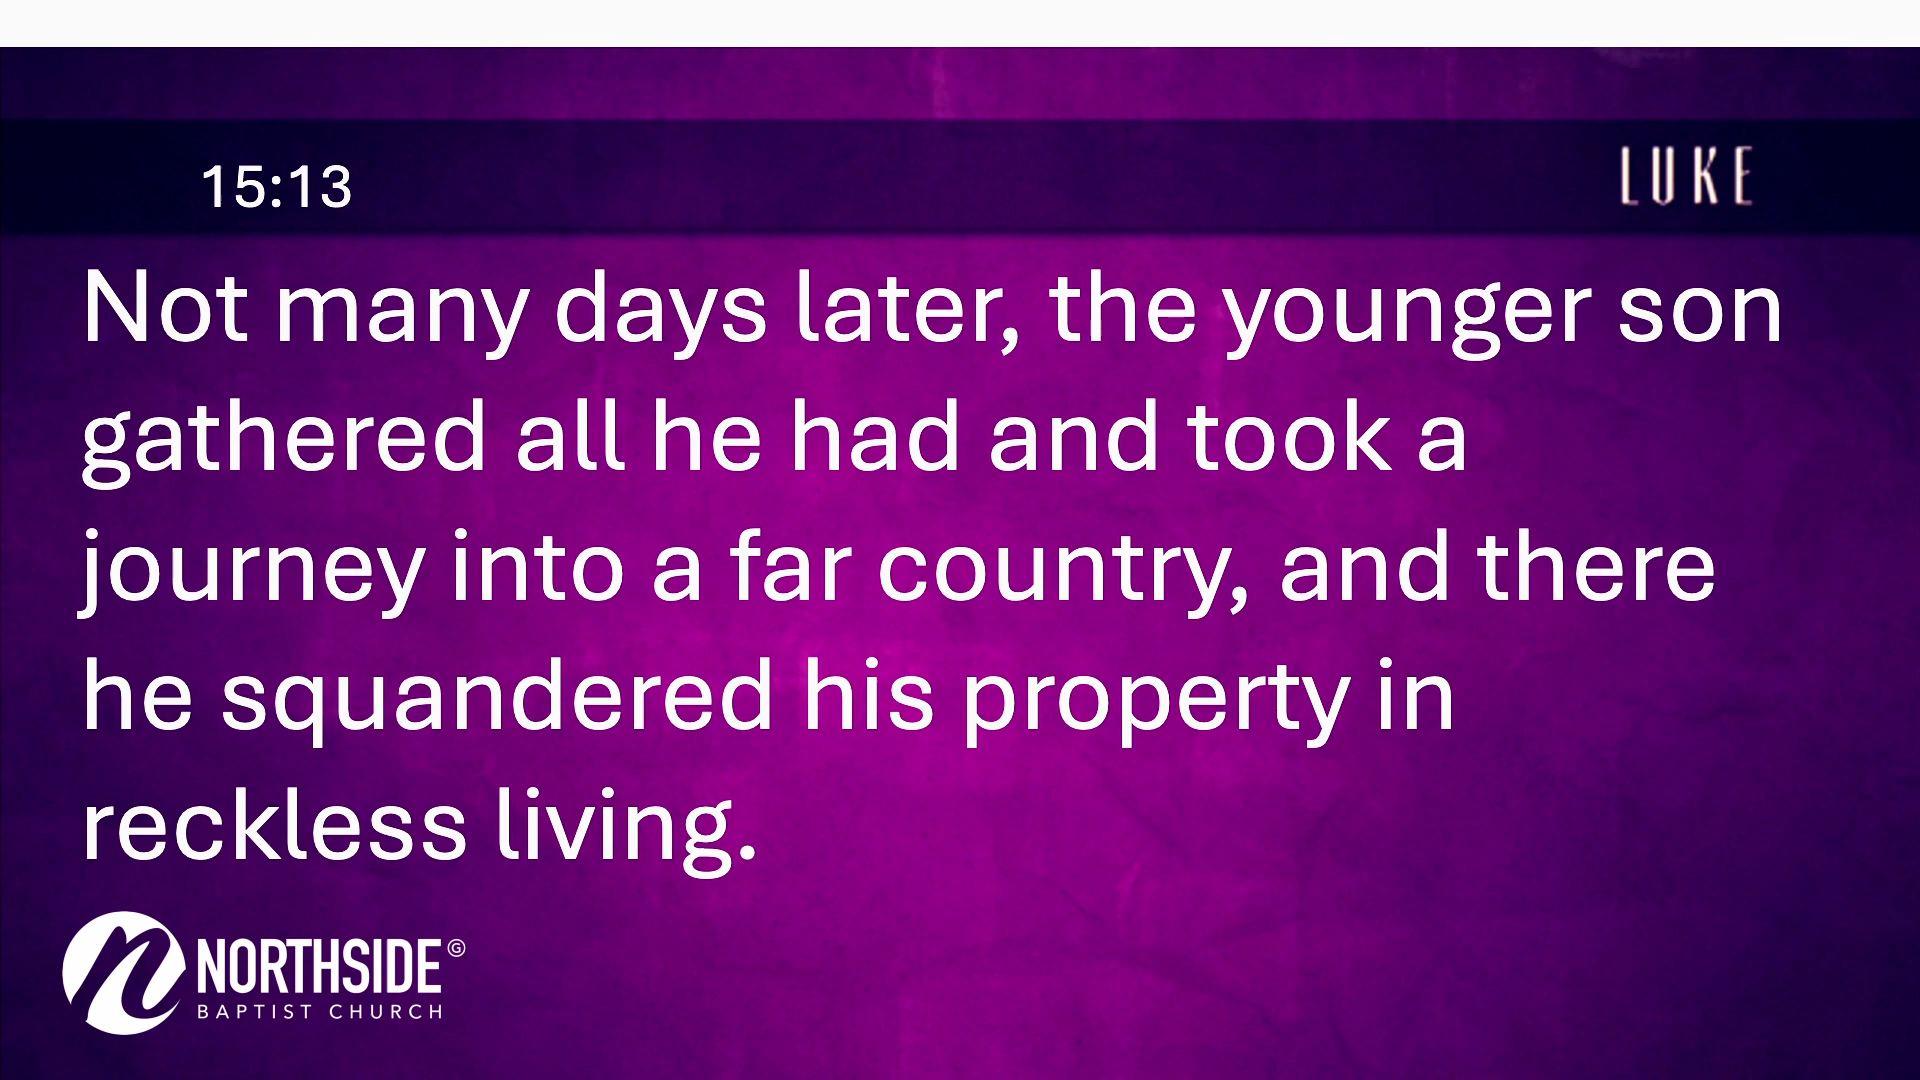 15:13
LUKE
Not many days later, the younger son
gathered all he had and took a
journey into a far country, and there
he squandered his property in
reckless living.
n NORTHSIDE G
BAPTIST CHURCH